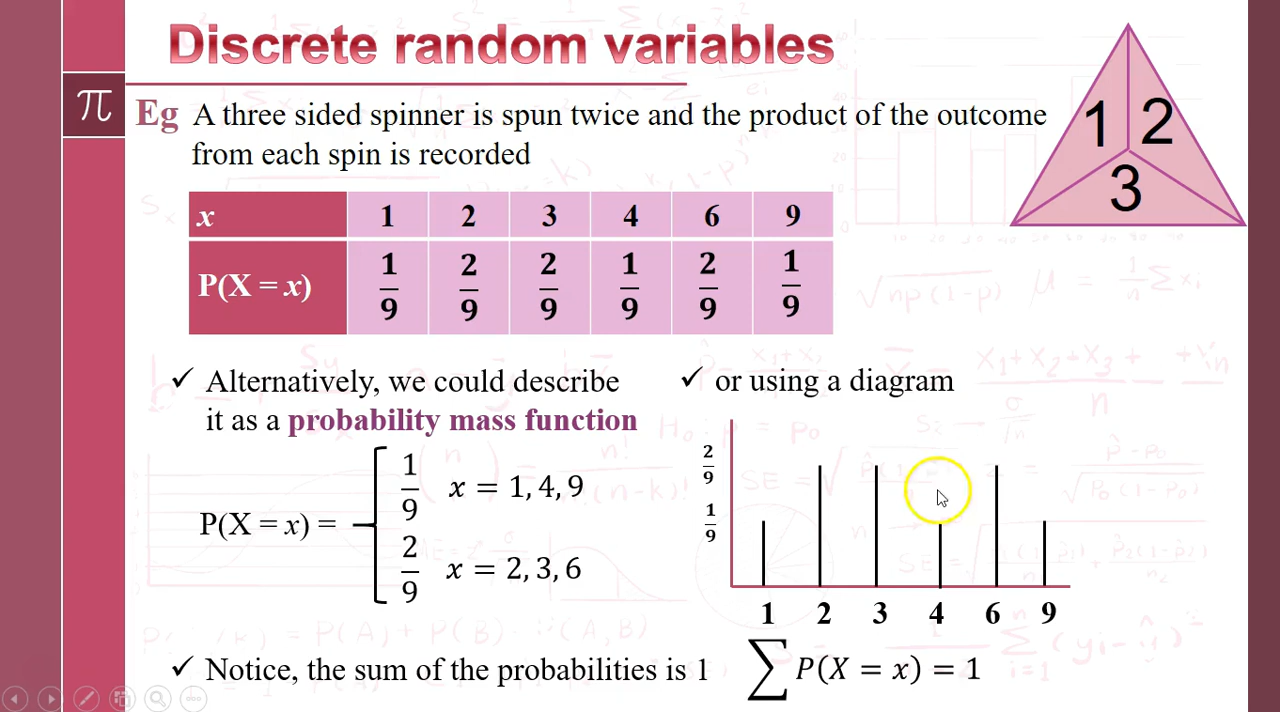 Discrete random variables
π
Eg A three sided spinner is spun twice and the product of the outcome
from each spin is recorded
1 2
3
x 1 2 3 4 6 9
P(X = x) 1/9 2/9 2/9 1/9 2/9 1/9
✓ Alternatively, we could describe
it as a probability mass function
P(X = x) = { 1/9 x = 1, 4, 9
2/9 x = 2, 3, 6
✓ or using a diagram
2/9
1/9
1 2 3 4 6 9
✓ Notice, the sum of the probabilities is 1 ∑ P(X = x) = 1